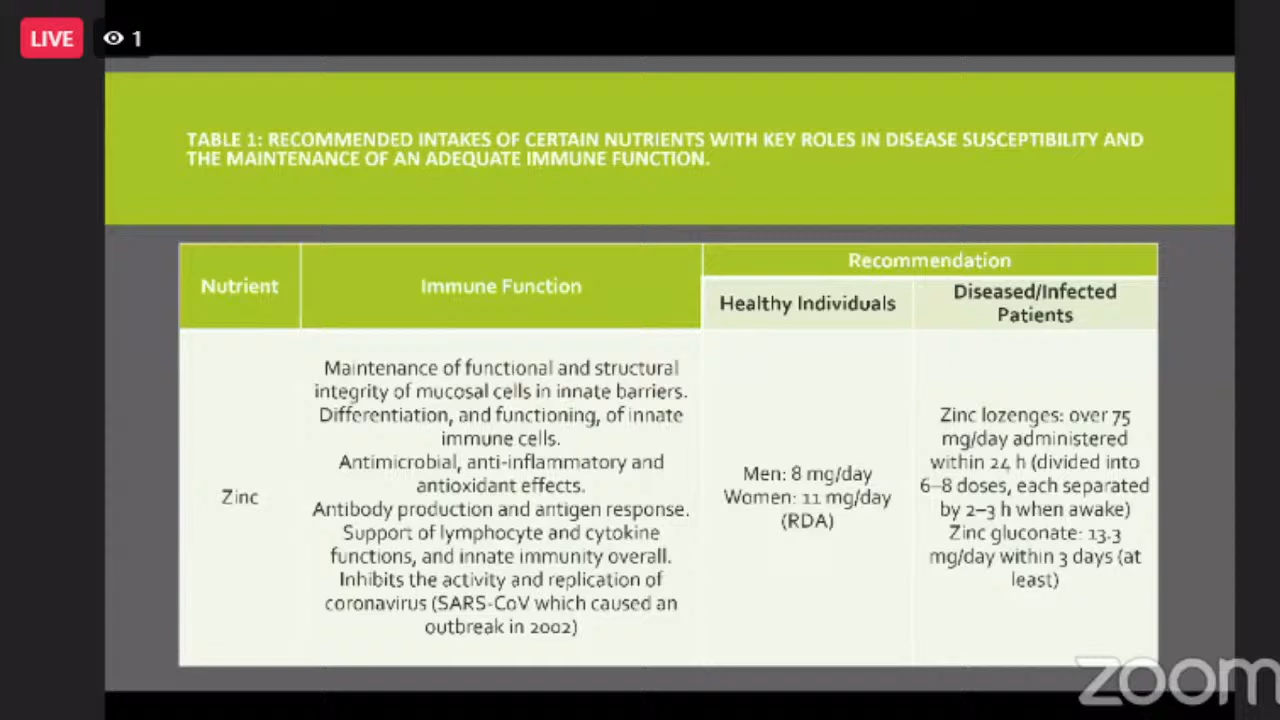 LIVE
1
TABLE 1: RECOMMENDED INTAKES OF CERTAIN NUTRIENTS WITH KEY ROLES IN DISEASE SUSCEPTIBILITY AND
THE MAINTENANCE OF AN ADEQUATE IMMUNE FUNCTION.
Nutrient
Immune Function
Recommendation
Healthy Individuals
Diseased/Infected
Patients
Zinc
Maintenance of functional and structural
integrity of mucosal cells in innate barriers.
Differentiation, and functioning, of innate
immune cells.
Antimicrobial, anti-inflammatory and
antioxidant effects.
Antibody production and antigen response.
Support of lymphocyte and cytokine
functions, and innate immunity overall.
Inhibits the activity and replication of
coronavirus (SARS-CoV which caused an
outbreak in 2002)
Men: 8 mg/day
Women: 11 mg/day
(RDA)
Zinc lozenges: over 75
mg/day administered
within 24 h (divided into
6–8 doses, each separated
by 2–3 h when awake)
Zinc gluconate: 13.3
mg/day within 3 days (at
least)
zoom